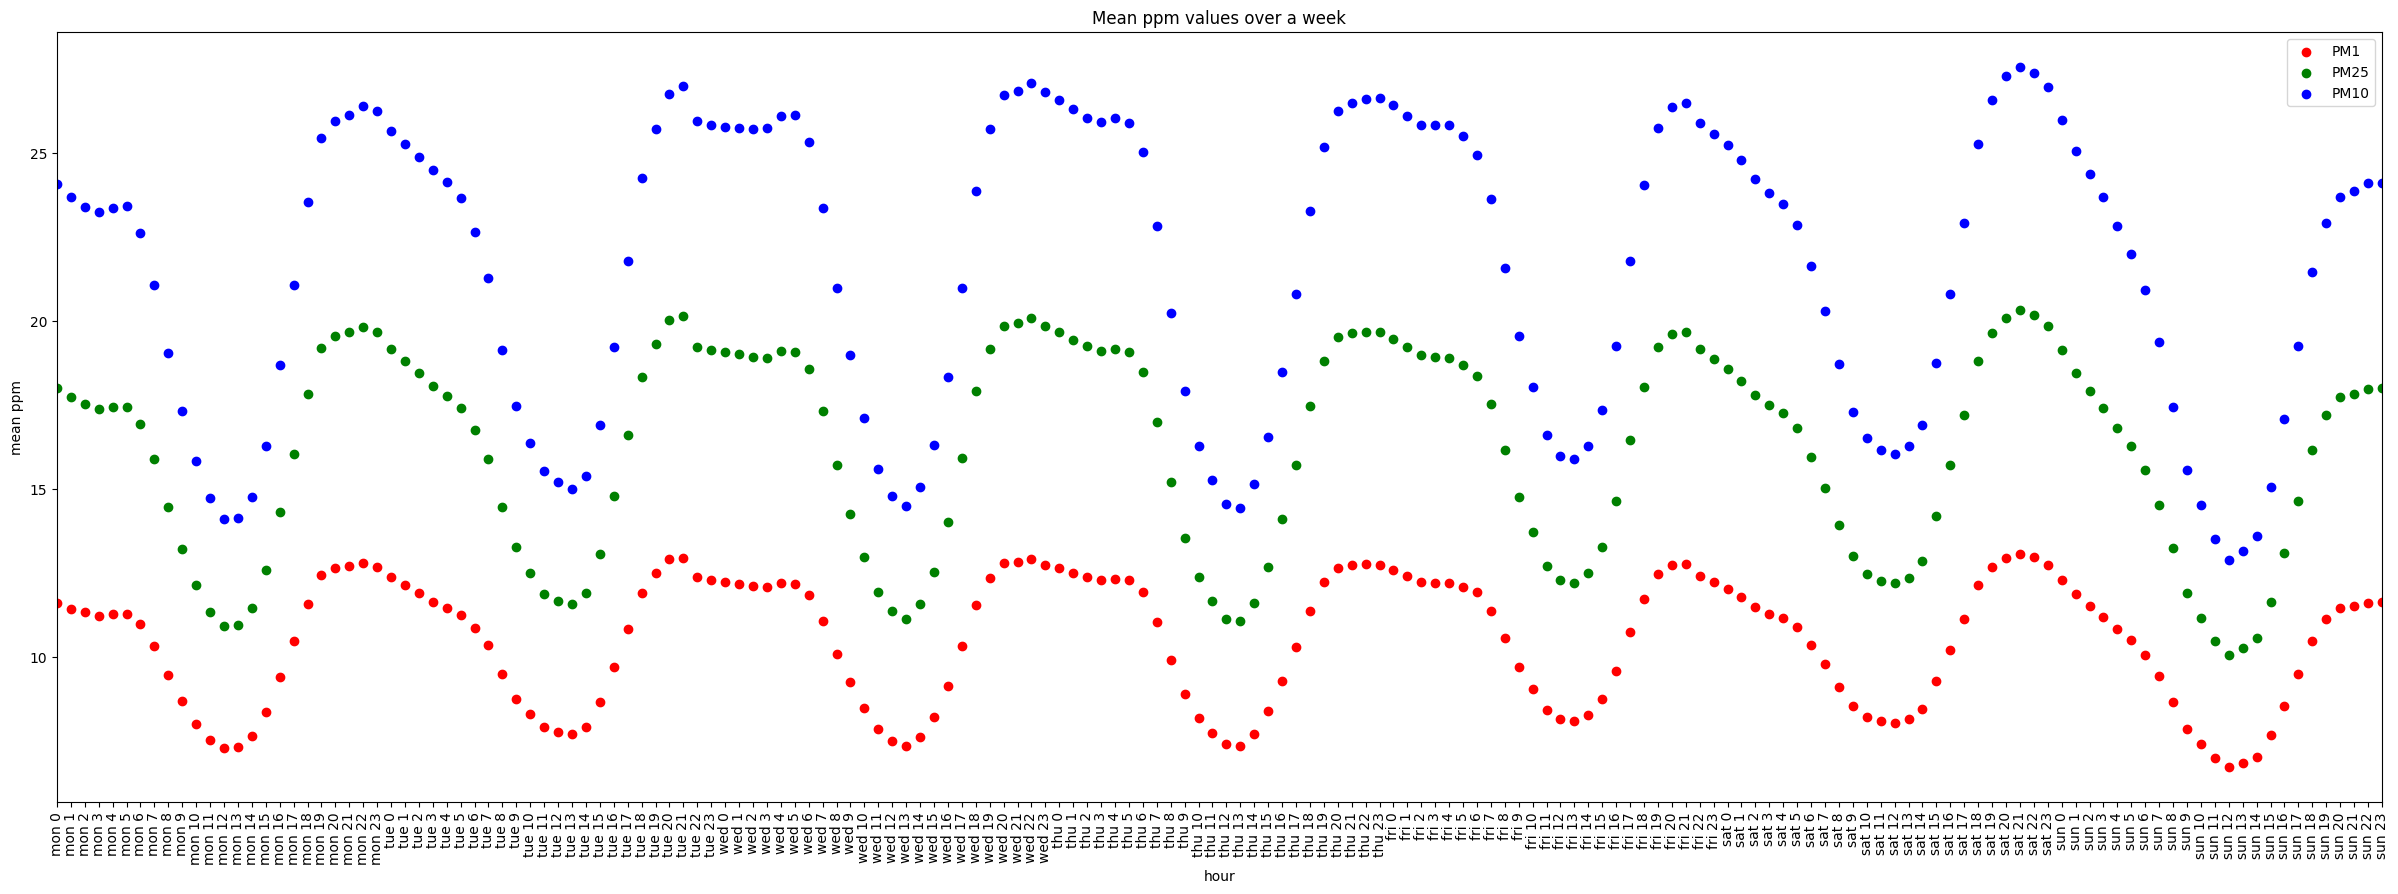 Mean ppm values over a week
PM1
PM25
PM10
mean ppm
25
20
15
10
mon 0
mon 1
mon 2
mon 3
mon 4
mon 5
mon 6
mon 7
mon 8
mon 9
mon 10
mon 11
mon 12
mon 13
mon 14
mon 15
mon 16
mon 17
mon 18
mon 19
mon 20
mon 21
mon 22
mon 23
tue 0
tue 1
tue 2
tue 3
tue 4
tue 5
tue 6
tue 7
tue 8
tue 9
tue 10
tue 11
tue 12
tue 13
tue 14
tue 15
tue 16
tue 17
tue 18
tue 19
tue 20
tue 21
tue 22
tue 23
wed 0
wed 1
wed 2
wed 3
wed 4
wed 5
wed 6
wed 7
wed 8
wed 9
wed 10
wed 11
wed 12
wed 13
wed 14
wed 15
wed 16
wed 17
wed 18
wed 19
wed 20
wed 21
wed 22
wed 23
thu 0
thu 1
thu 2
thu 3
thu 4
thu 5
thu 6
thu 7
thu 8
thu 9
thu 10
thu 11
thu 12
thu 13
thu 14
thu 15
thu 16
thu 17
thu 18
thu 19
thu 20
thu 21
thu 22
thu 23
fri 0
fri 1
fri 2
fri 3
fri 4
fri 5
fri 6
fri 7
fri 8
fri 9
fri 10
fri 11
fri 12
fri 13
fri 14
fri 15
fri 16
fri 17
fri 18
fri 19
fri 20
fri 21
fri 22
fri 23
sat 0
sat 1
sat 2
sat 3
sat 4
sat 5
sat 6
sat 7
sat 8
sat 9
sat 10
sat 11
sat 12
sat 13
sat 14
sat 15
sat 16
sat 17
sat 18
sat 19
sat 20
sat 21
sat 22
sat 23
sun 0
sun 1
sun 2
sun 3
sun 4
sun 5
sun 6
sun 7
sun 8
sun 9
sun 10
sun 11
sun 12
sun 13
sun 14
sun 15
sun 16
sun 17
sun 18
sun 19
sun 20
sun 21
sun 22
sun 23
hour